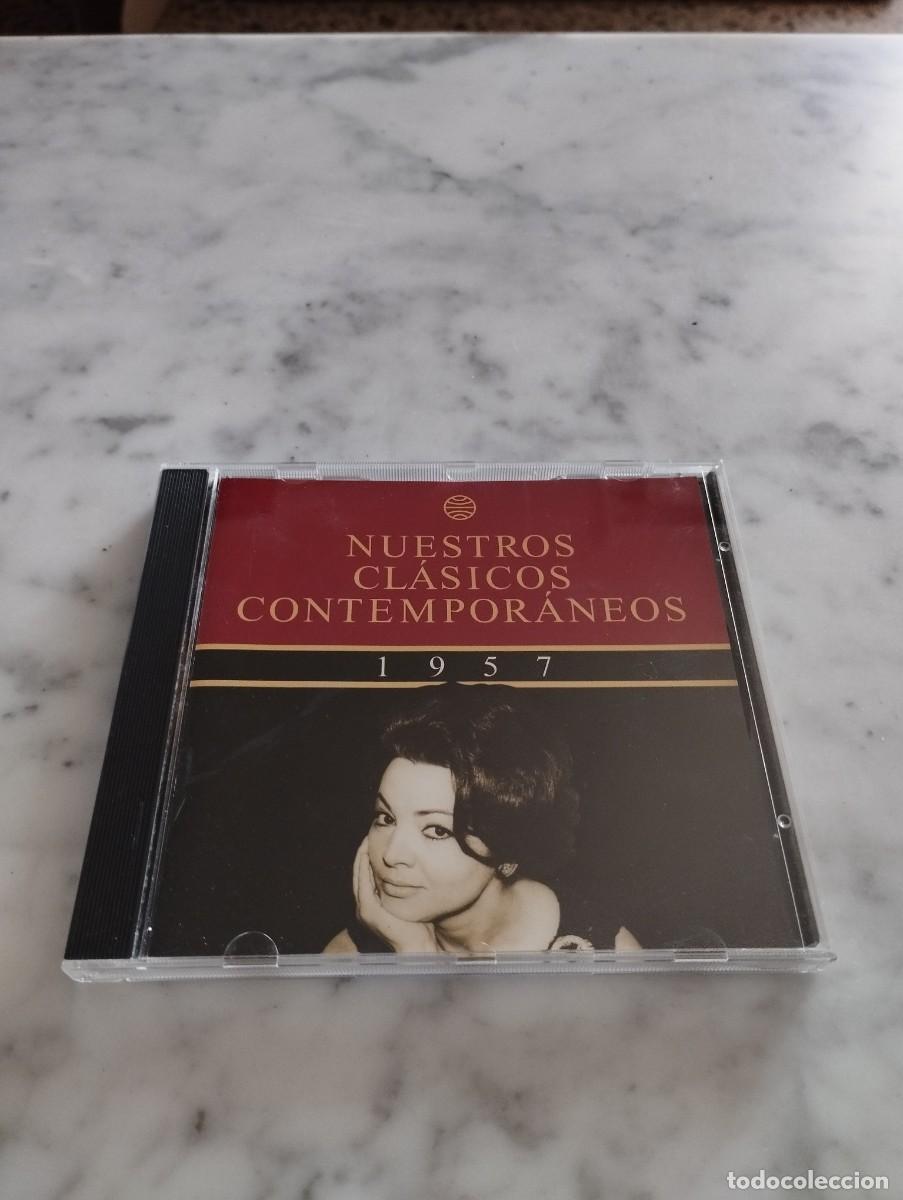 NUESTROS
CLÁSICOS
CONTEMPORÁNEOS
1957
todocoleccion